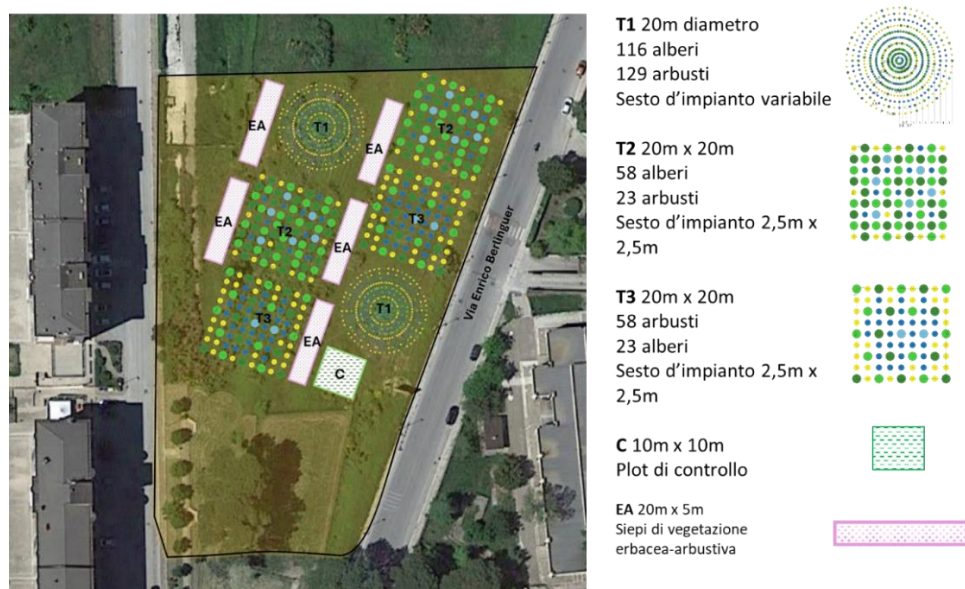 EA
T1
EA
T2
EA
T2
EA
T3
T3
EA
T1
C
Via Enrico Berlinguer
T1 20m diametro
116 alberi
129 arbusti
Sesto d'impianto variabile
T2 20m x 20m
58 alberi
23 arbusti
Sesto d'impianto 2,5m x
2,5m
T3 20m x 20m
58 arbusti
23 alberi
Sesto d'impianto 2,5m x
2,5m
C 10m x 10m
Plot di controllo
EA 20m x 5m
Siepi di vegetazione
erbacea-arbustiva